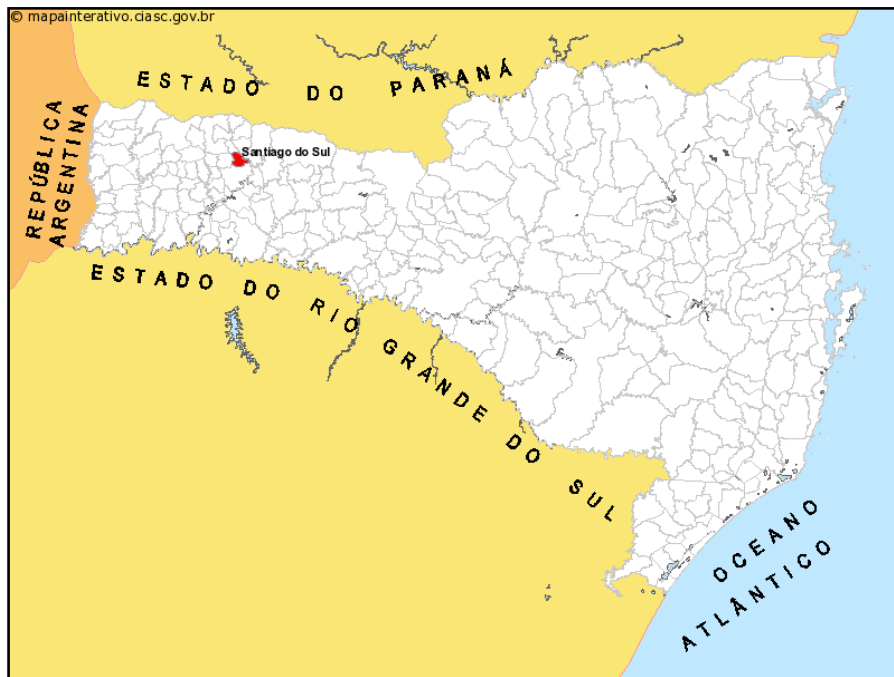 © mapainterativo.ciasc.gov.br
ESTADO DO PARANÁ
REPÚBLICA
ARGENTINA
Santiago do Sul
ESTADO DO RIO GRANDE DO SUL
OCEANO
ATLÂNTICO